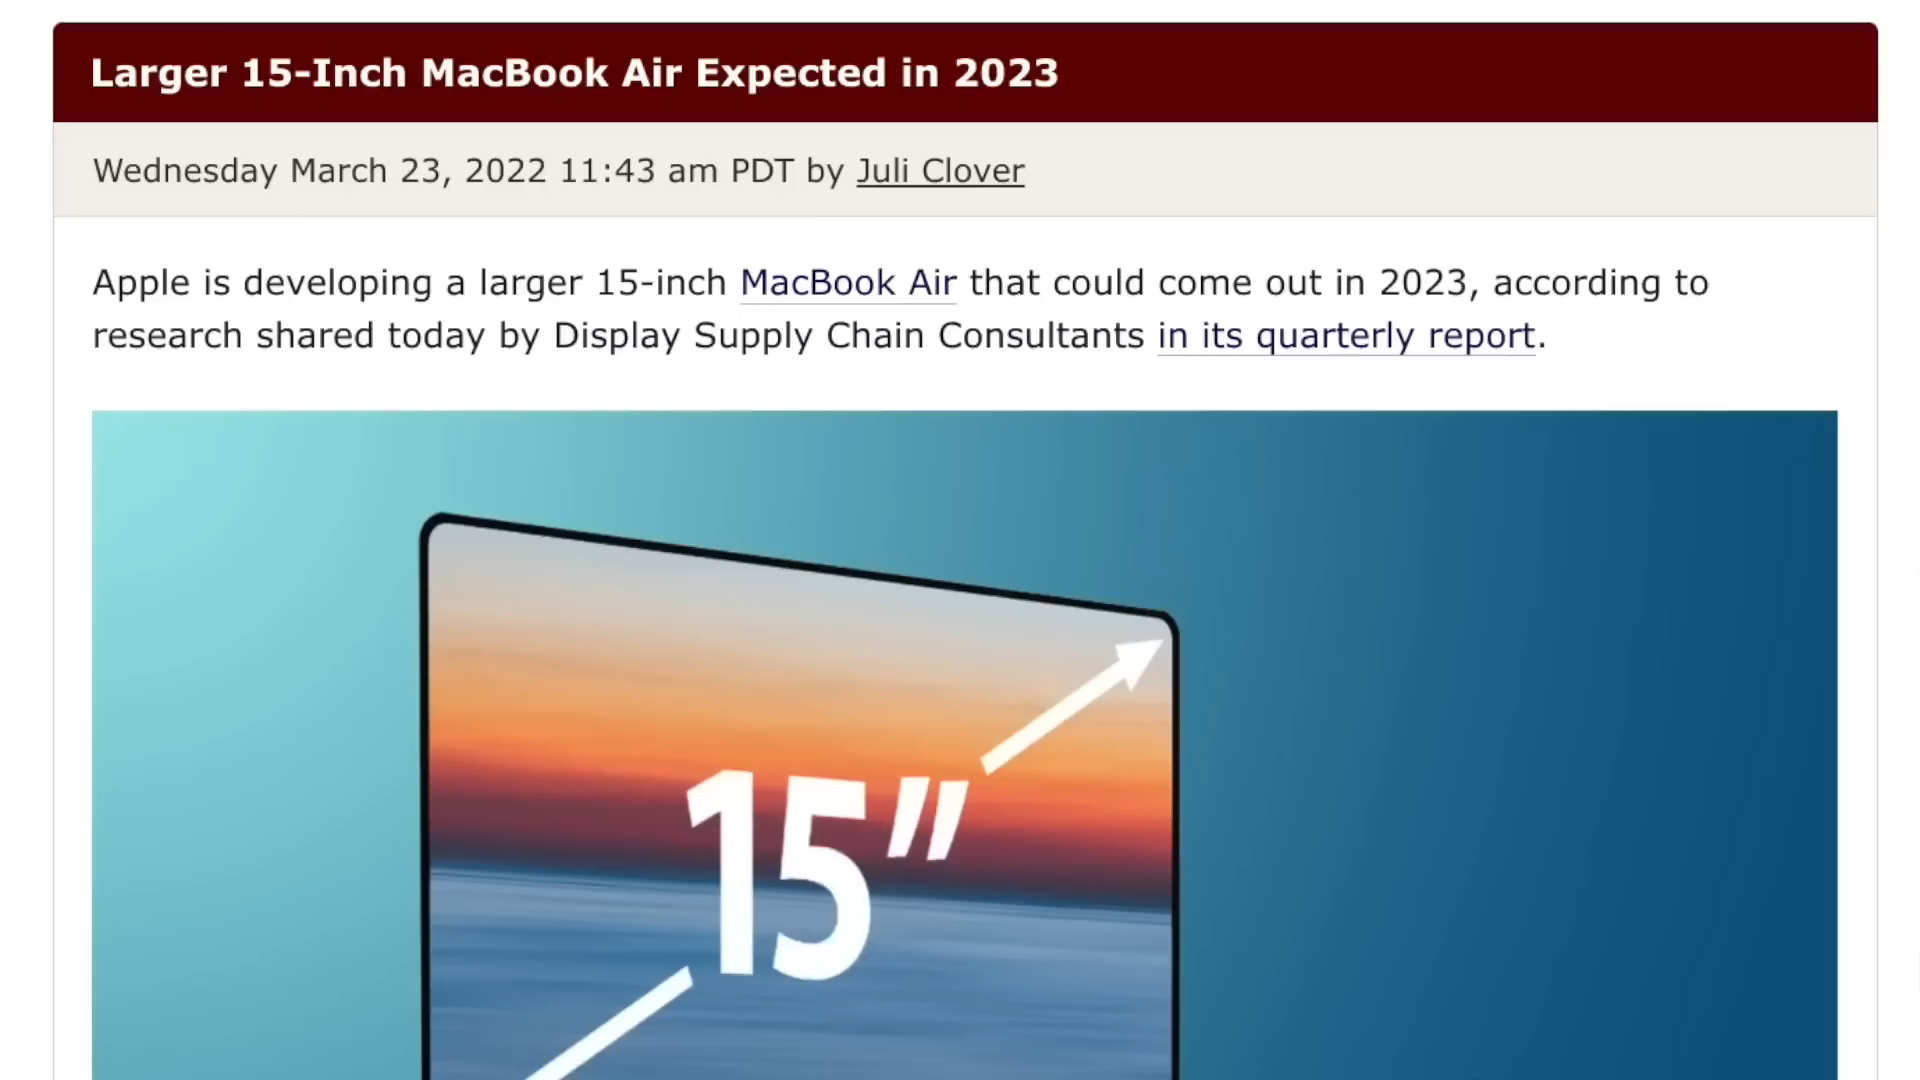 Larger 15-Inch MacBook Air Expected in 2023
Wednesday March 23, 2022 11:43 am PDT by Juli Clover
Apple is developing a larger 15-inch MacBook Air that could come out in 2023, according to
research shared today by Display Supply Chain Consultants in its quarterly report.
15″